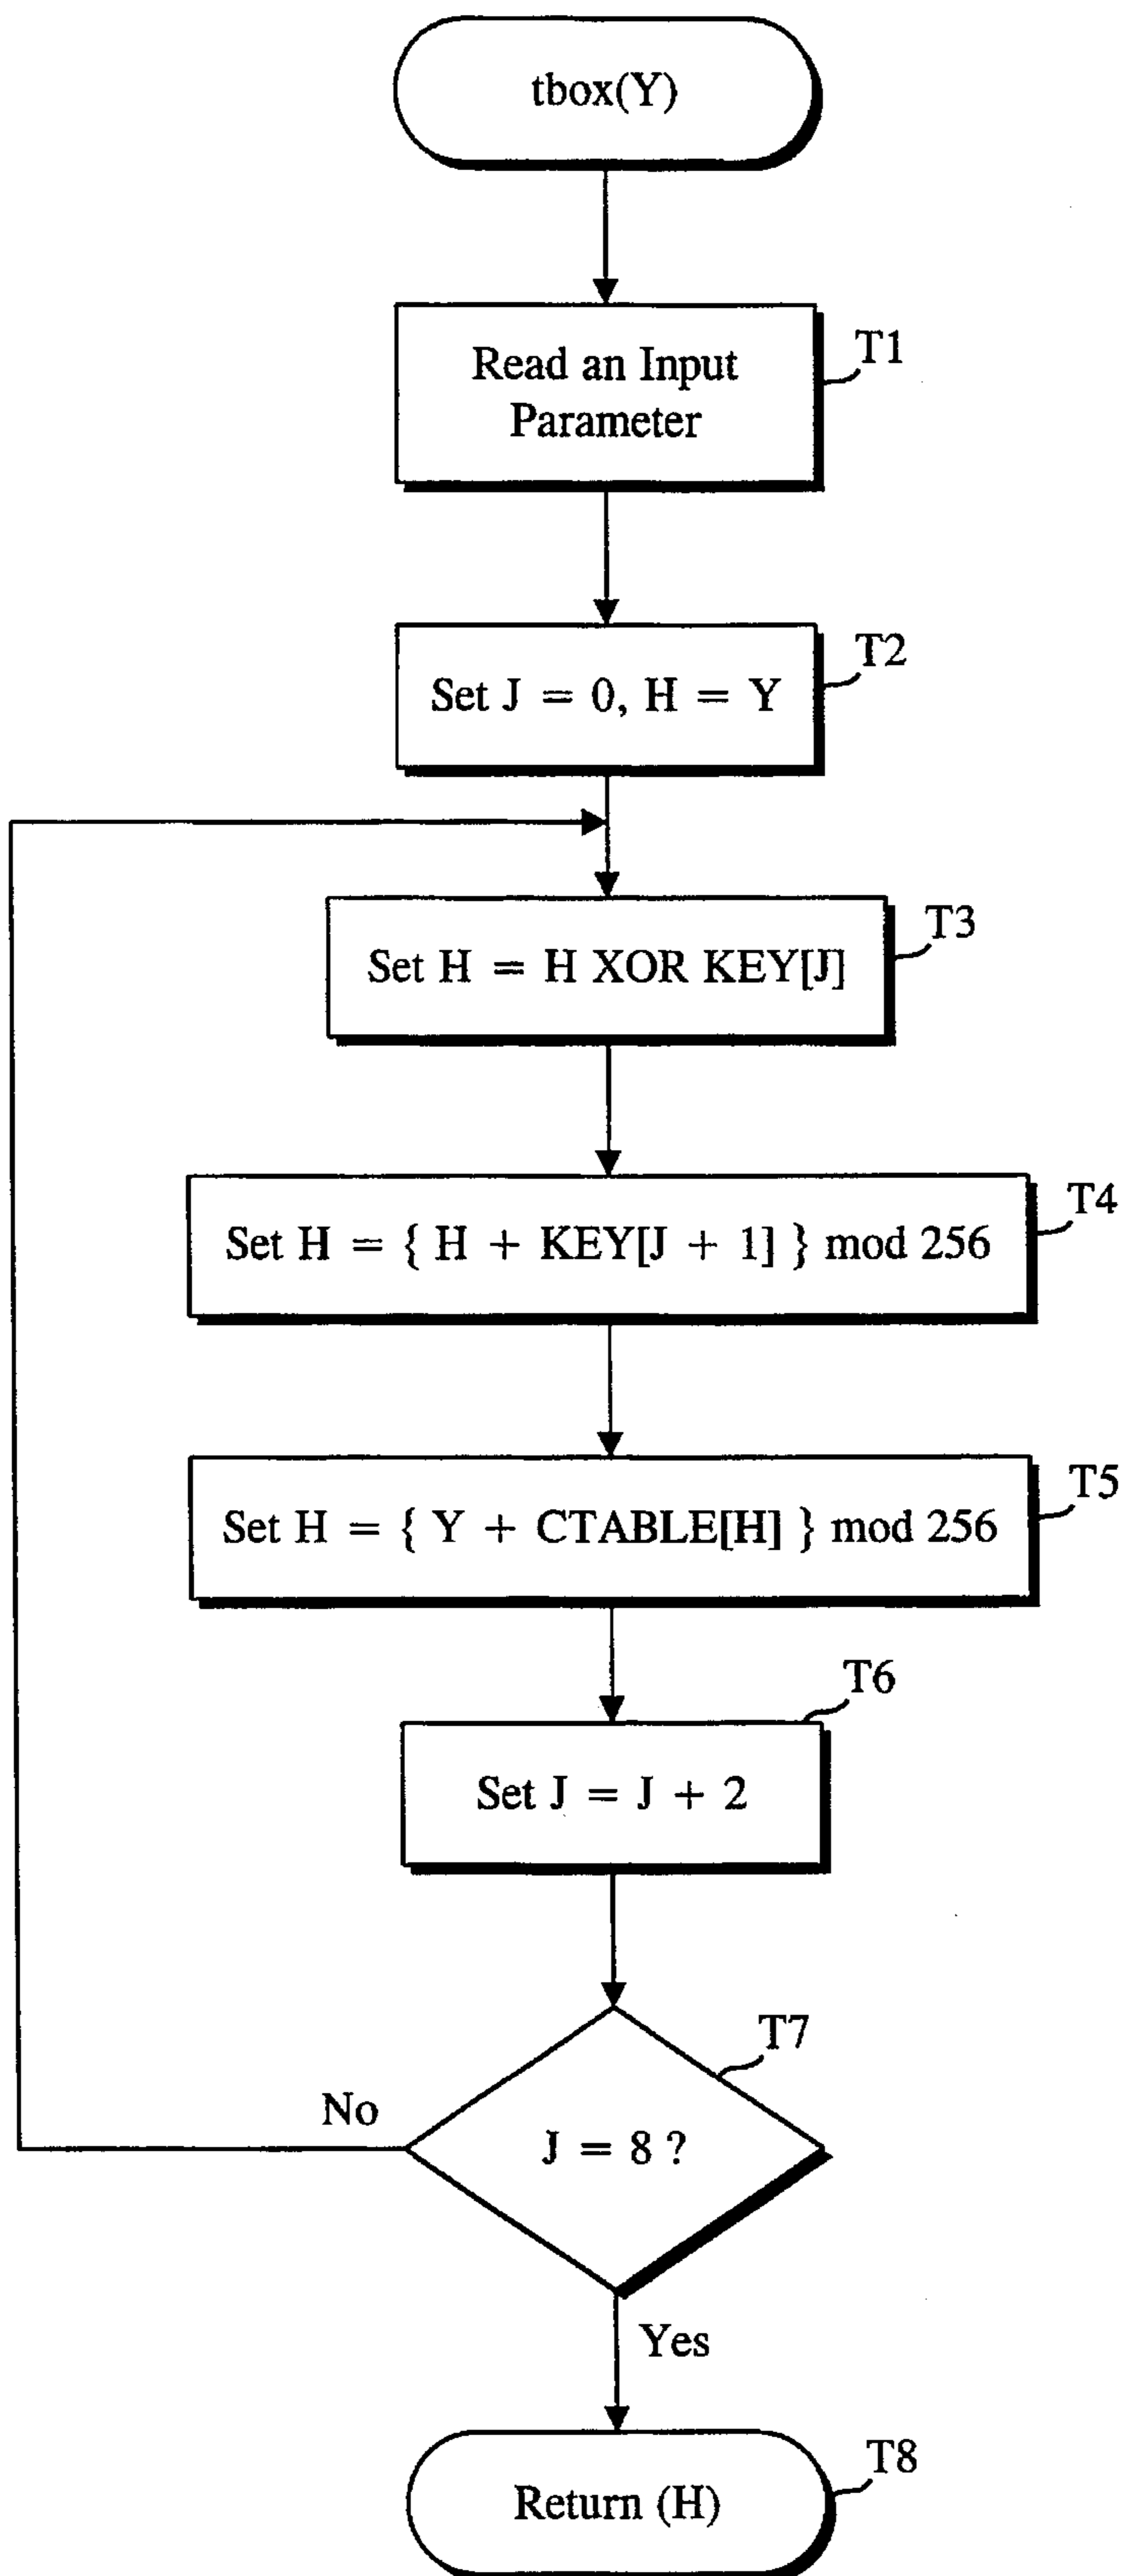 tbox(Y)
Read an Input
Parameter
T1
Set J = 0, H = Y
T2
Set H = H XOR KEY[J]
T3
Set H = { H + KEY[J + 1] } mod 256
T4
Set H = { Y + CTABLE[H] } mod 256
T5
Set J = J + 2
T6
J = 8 ?
T7
No
Yes
Return (H)
T8